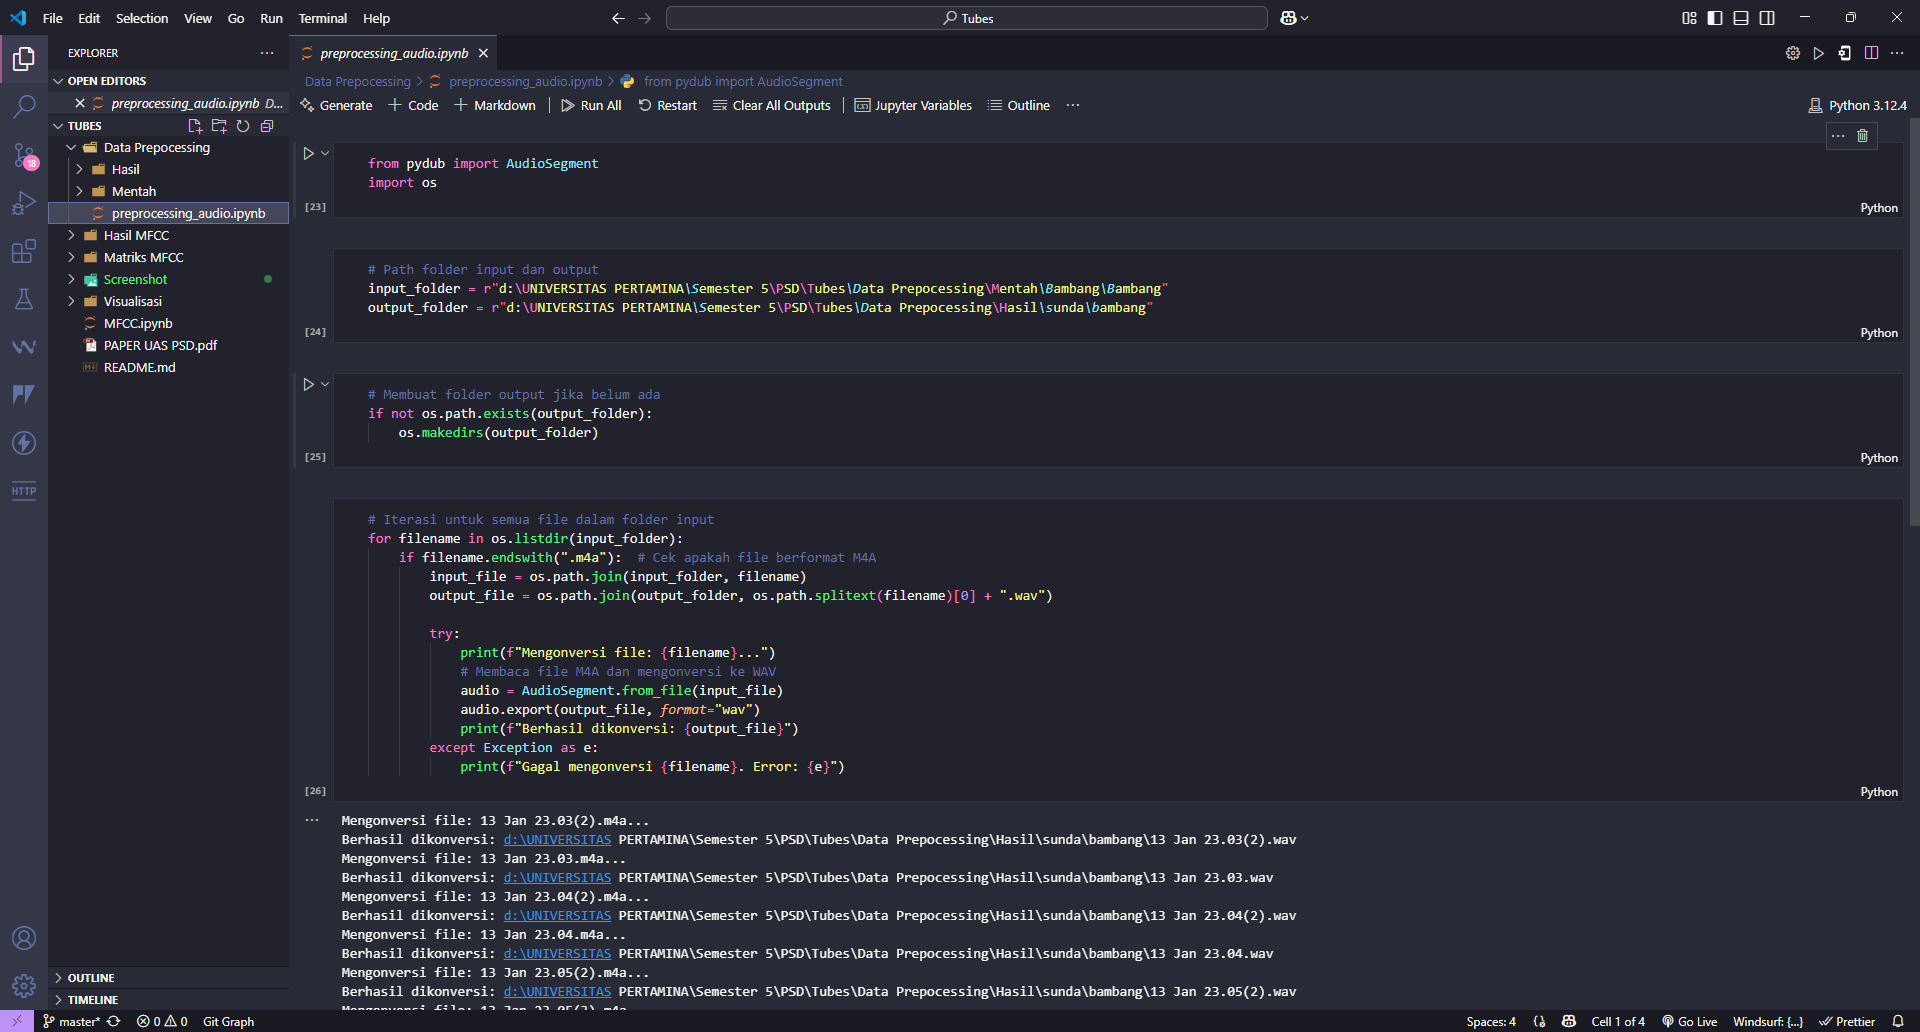 File Edit Selection View Go Run Terminal Help
Tubes
EXPLORER
OPEN EDITORS
preprocessing_audio.ipynb D...
TUBES
Data Prepocessing
Hasil
Mentah
preprocessing_audio.ipynb
Hasil MFCC
Matriks MFCC
Screenshot
Visualisasi
MFCC.ipynb
PAPER UAS PSD.pdf
README.md
OUTLINE
TIMELINE
18
HTTP
preprocessing_audio.ipynb
Data Prepocessing > preprocessing_audio.ipynb > from pydub import AudioSegment
Generate + Code + Markdown | Run All Restart Clear All Outputs | Jupyter Variables Outline ...
Python 3.12.4
from pydub import AudioSegment
import os
[23]
Python
# Path folder input dan output
input_folder = r"d:\UNIVERSITAS PERTAMINA\Semester 5\PSD\Tubes\Data Prepocessing\Mentah\Bambang\Bambang"
output_folder = r"d:\UNIVERSITAS PERTAMINA\Semester 5\PSD\Tubes\Data Prepocessing\Hasil\sunda\bambang"
[24]
Python
# Membuat folder output jika belum ada
if not os.path.exists(output_folder):
    os.makedirs(output_folder)
[25]
Python
# Iterasi untuk semua file dalam folder input
for filename in os.listdir(input_folder):
    if filename.endswith(".m4a"):  # Cek apakah file berformat M4A
        input_file = os.path.join(input_folder, filename)
        output_file = os.path.join(output_folder, os.path.splitext(filename)[0] + ".wav")
        try:
            print(f"Mengonversi file: {filename}...")
            # Membaca file M4A dan mengonversi ke WAV
            audio = AudioSegment.from_file(input_file)
            audio.export(output_file, format="wav")
            print(f"Berhasil dikonversi: {output_file}")
        except Exception as e:
            print(f"Gagal mengonversi {filename}. Error: {e}")
[26]
Python
Mengonversi file: 13 Jan 23.03(2).m4a...
Berhasil dikonversi: d:\UNIVERSITAS PERTAMINA\Semester 5\PSD\Tubes\Data Prepocessing\Hasil\sunda\bambang\13 Jan 23.03(2).wav
Mengonversi file: 13 Jan 23.03.m4a...
Berhasil dikonversi: d:\UNIVERSITAS PERTAMINA\Semester 5\PSD\Tubes\Data Prepocessing\Hasil\sunda\bambang\13 Jan 23.03.wav
Mengonversi file: 13 Jan 23.04(2).m4a...
Berhasil dikonversi: d:\UNIVERSITAS PERTAMINA\Semester 5\PSD\Tubes\Data Prepocessing\Hasil\sunda\bambang\13 Jan 23.04(2).wav
Mengonversi file: 13 Jan 23.04.m4a...
Berhasil dikonversi: d:\UNIVERSITAS PERTAMINA\Semester 5\PSD\Tubes\Data Prepocessing\Hasil\sunda\bambang\13 Jan 23.04.wav
Mengonversi file: 13 Jan 23.05(2).m4a...
Berhasil dikonversi: d:\UNIVERSITAS PERTAMINA\Semester 5\PSD\Tubes\Data Prepocessing\Hasil\sunda\bambang\13 Jan 23.05(2).wav
master* 0 0 Git Graph
Spaces: 4 Cell 1 of 4 Go Live Windsurf: {...} Prettier